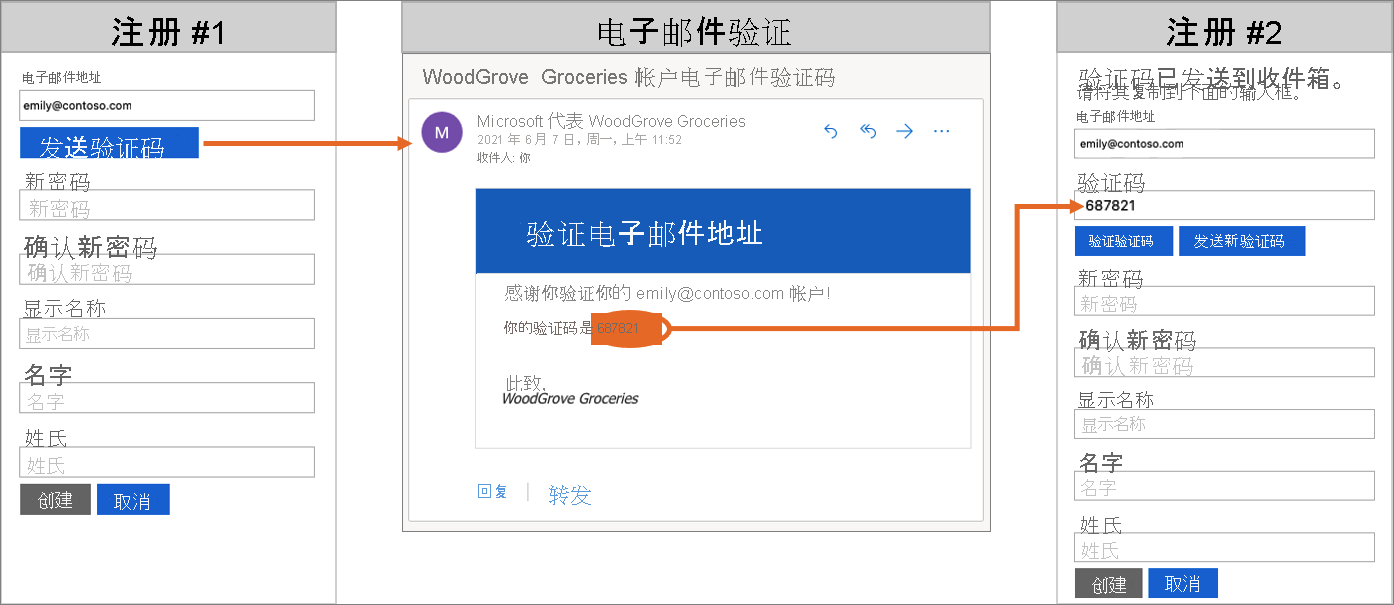 注册 #1
电子邮件地址
emily@contoso.com
发送验证码
新密码
新密码
确认新密码
确认新密码
显示名称
显示名称
名字
名字
姓氏
姓氏
创建 取消
电子邮件验证
WoodGrove Groceries 帐户电子邮件验证码
M
Microsoft 代表 WoodGrove Groceries
2021 年 6 月 7 日，周一，上午 11:52
收件人: 你
验证电子邮件地址
感谢你验证你的 emily@contoso.com 帐户!
你的验证码是 687821
此致，
WoodGrove Groceries
回复 转发
注册 #2
验证码已发送到收件箱。
请将其复制到下面的输入框。
电子邮件地址
emily@contoso.com
验证码
687821
验证验证码 发送新验证码
新密码
新密码
确认新密码
确认新密码
显示名称
显示名称
名字
名字
姓氏
姓氏
创建 取消